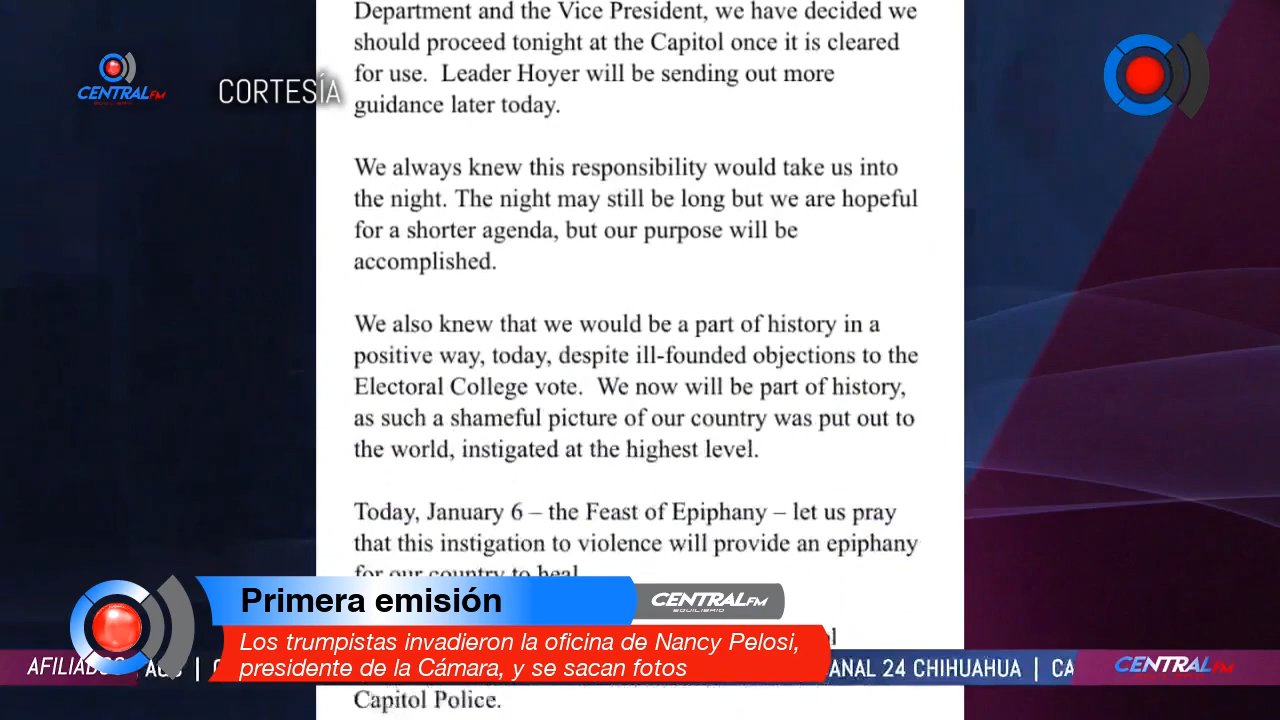 Department and the Vice President, we have decided we
should proceed tonight at the Capitol once it is cleared
for use.  Leader Hoyer will be sending out more
guidance later today.
We always knew this responsibility would take us into
the night. The night may still be long but we are hopeful
for a shorter agenda, but our purpose will be
accomplished.
We also knew that we would be a part of history in a
positive way, today, despite ill-founded objections to the
Electoral College vote.  We now will be part of history,
as such a shameful picture of our country was put out to
the world, instigated at the highest level.
Today, January 6 – the Feast of Epiphany – let us pray
that this instigation to violence will provide an epiphany
for our country to heal.
Capitol Police.
CENTRAL FM
CORTESÍA
Primera emisión
CENTRAL FM
EQUILIBRIO
Los trumpistas invadieron la oficina de Nancy Pelosi,
presidente de la Cámara, y se sacan fotos
AFILIADOS
ANAL 24 CHIHUAHUA | CA
CENTRAL FM